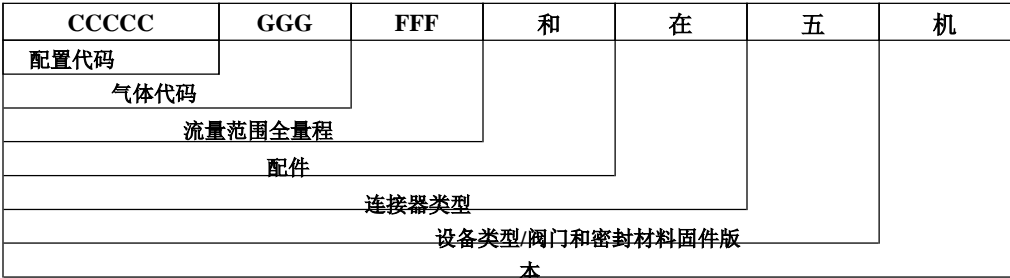 CCCCC GGG FFF 和 在 五 机
配置代码
气体代码
流量范围全量程
配件
连接器类型
设备类型/阀门和密封材料固件版
本